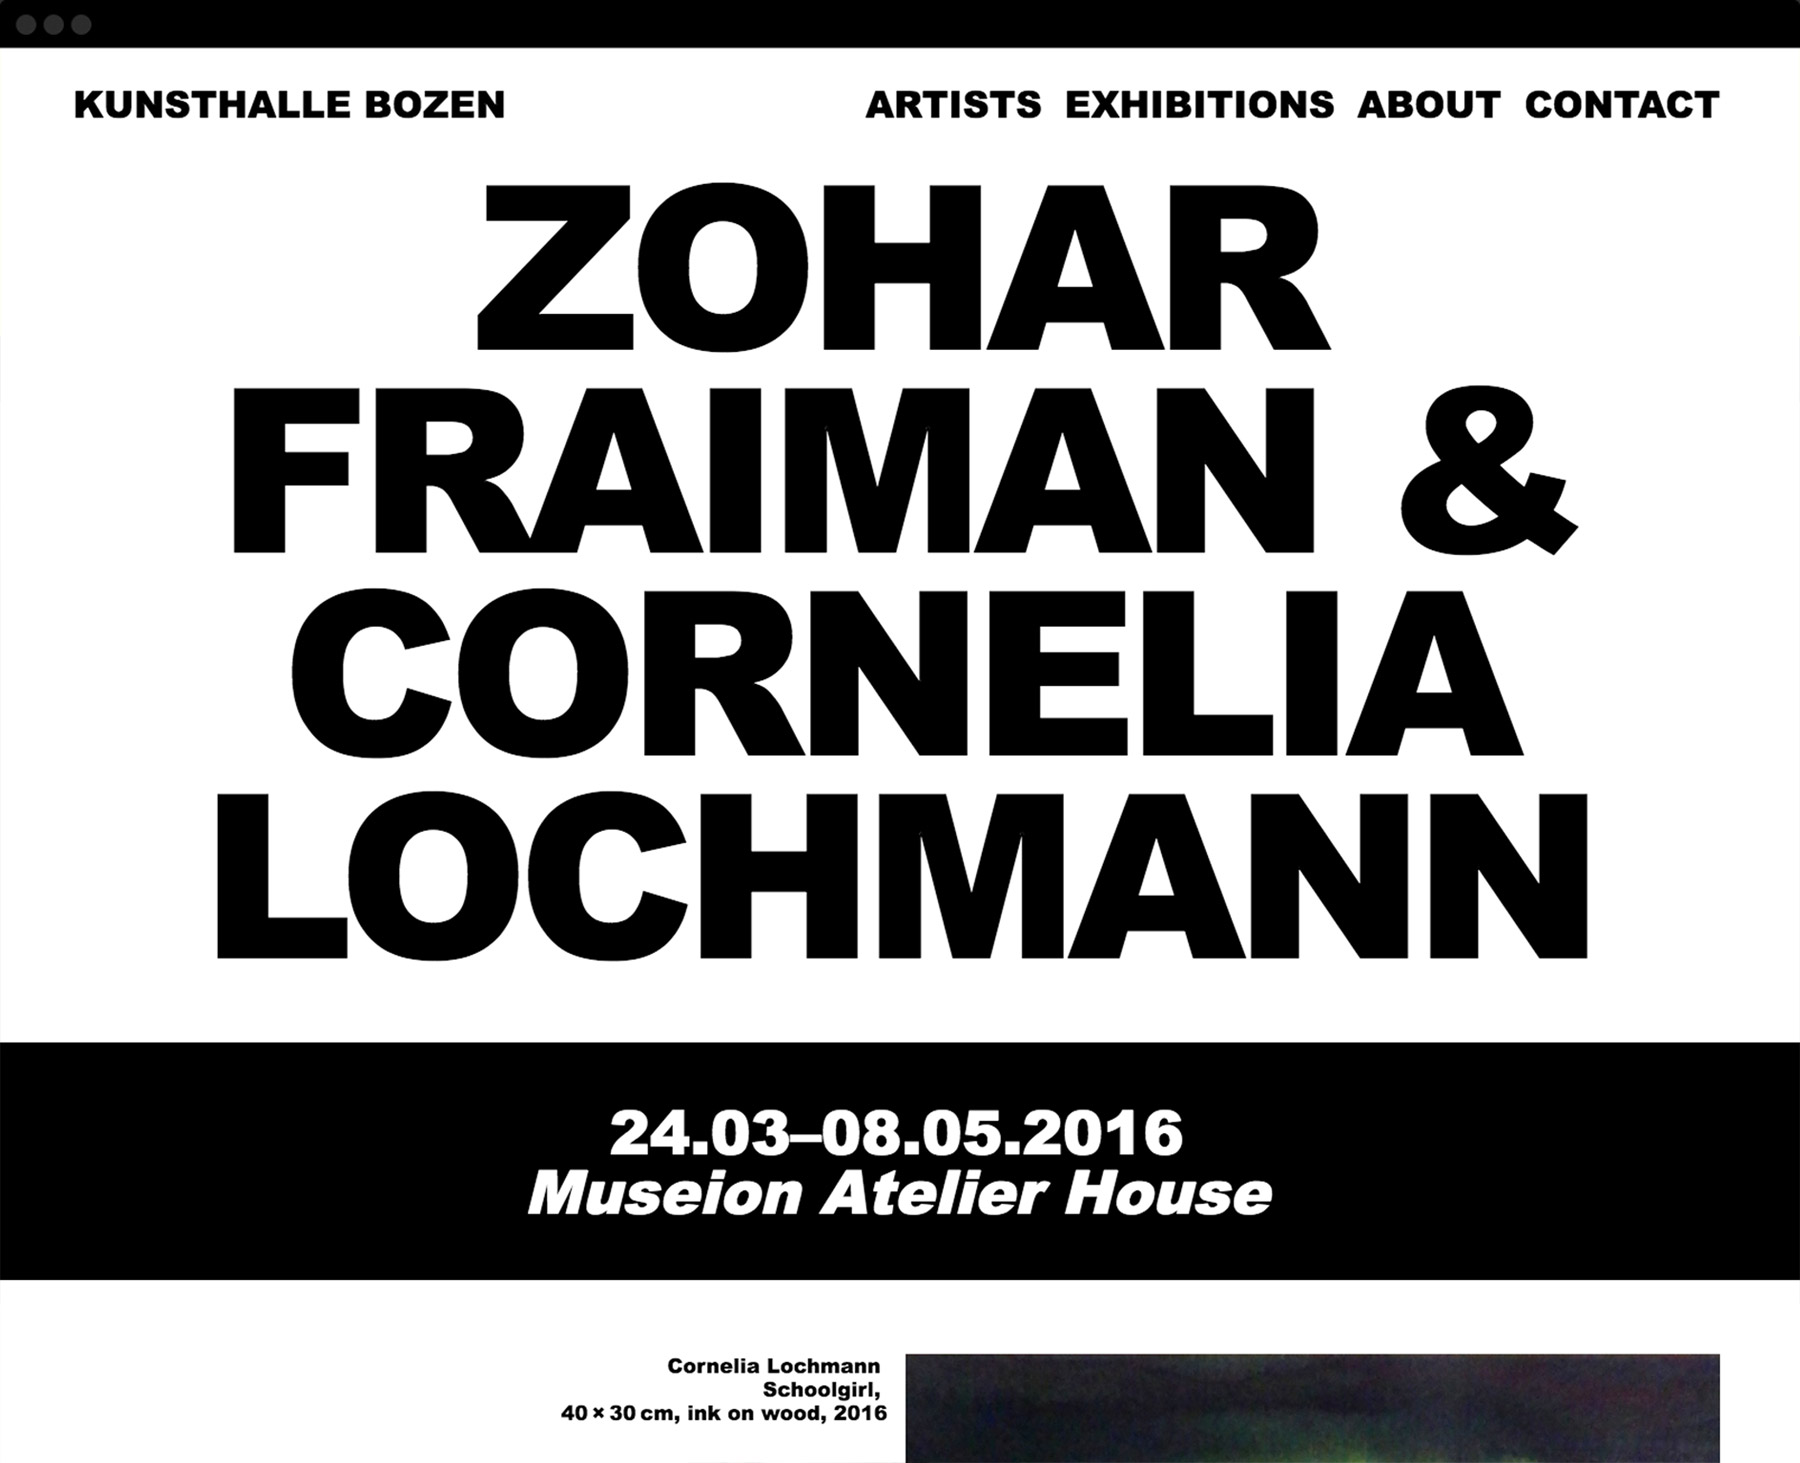 KUNSTHALLE BOZEN
ARTISTS EXHIBITIONS ABOUT CONTACT
ZOHAR
FRAIMAN &
CORNELIA
LOCHMANN
24.03–08.05.2016
Museion Atelier House
Cornelia Lochmann
Schoolgirl,
40 × 30 cm, ink on wood, 2016